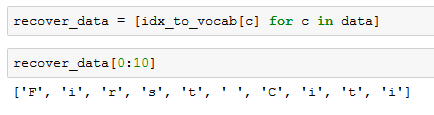 recover_data = [idx_to_vocab[c] for c in data]
recover_data[0:10]
['F', 'i', 'r', 's', 't', ' ', 'C', 'i', 't', 'i']